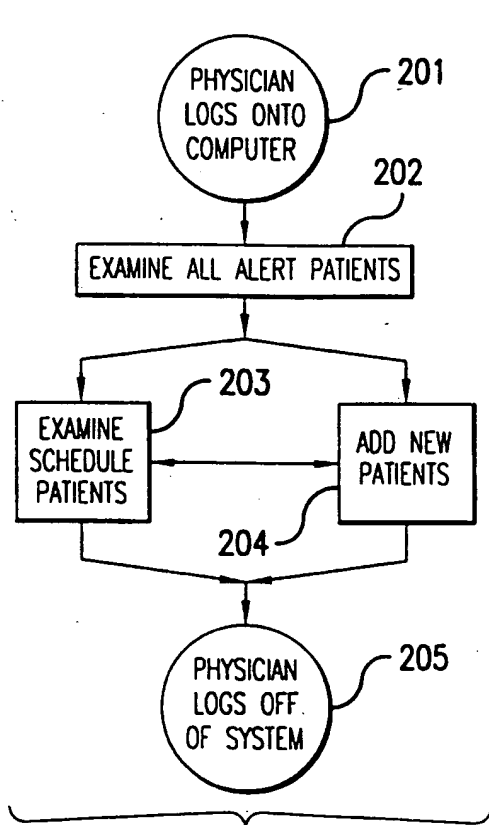 PHYSICIAN
LOGS ONTO
COMPUTER
201
202
EXAMINE ALL ALERT PATIENTS
203
EXAMINE
SCHEDULE
PATIENTS
ADD NEW
PATIENTS
204
PHYSICIAN
LOGS OFF
OF SYSTEM
205